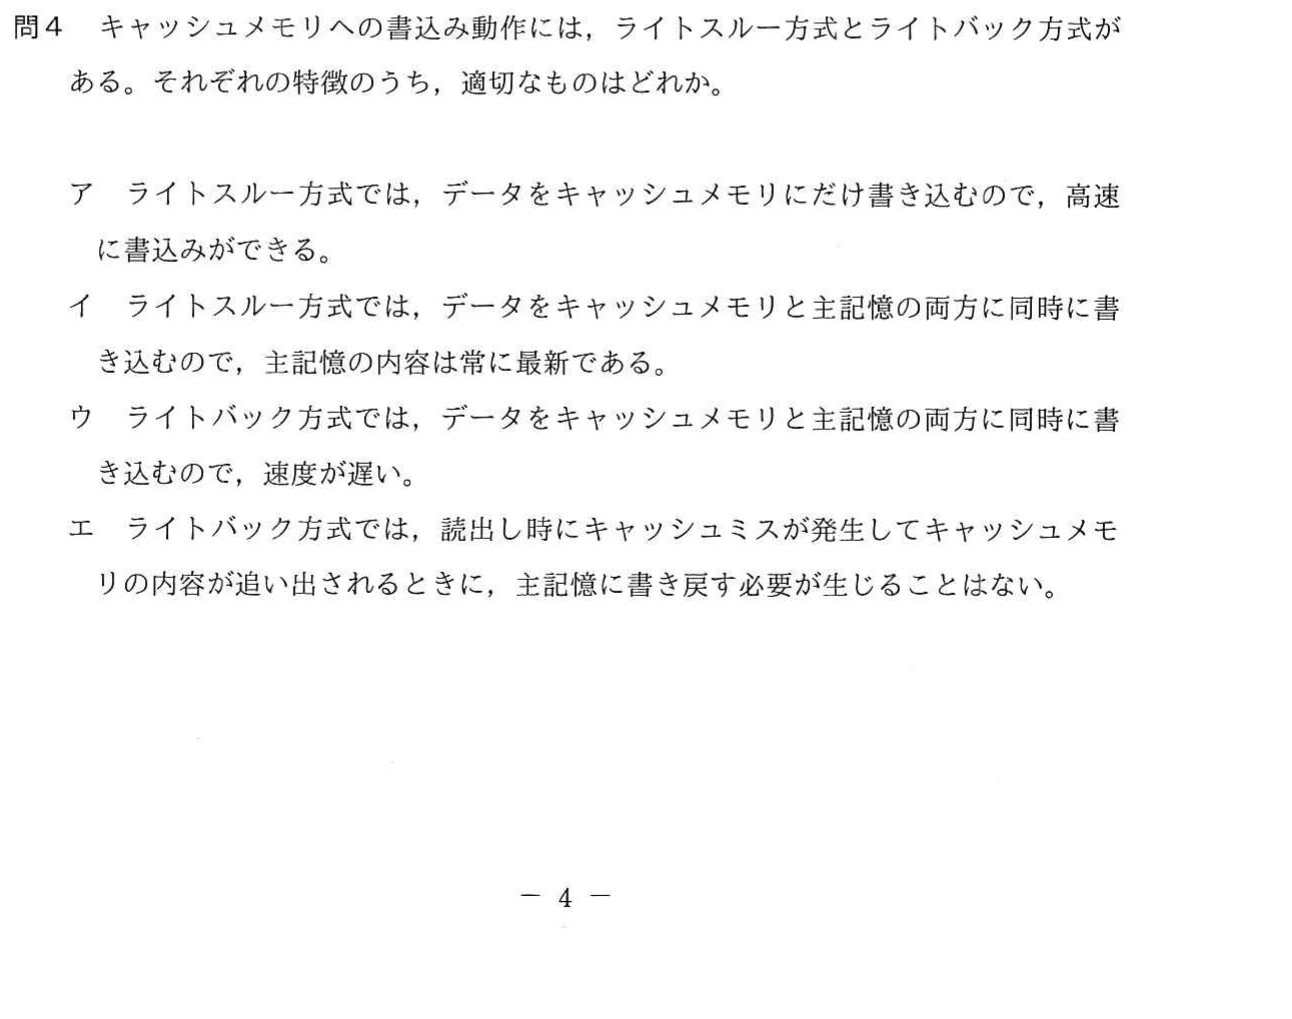 問４　キャッシュメモリへの書込み動作には，ライトスルー方式とライトバック方式が
ある。それぞれの特徴のうち，適切なものはどれか。
ア　ライトスルー方式では，データをキャッシュメモリにだけ書き込むので，高速
に書込みができる。
イ　ライトスルー方式では，データをキャッシュメモリと主記憶の両方に同時に書
き込むので，主記憶の内容は常に最新である。
ウ　ライトバック方式では，データをキャッシュメモリと主記憶の両方に同時に書
き込むので，速度が遅い。
エ　ライトバック方式では，読出し時にキャッシュミスが発生してキャッシュメモ
リの内容が追い出されるときに，主記憶に書き戻す必要が生じることはない。
－ 4 －